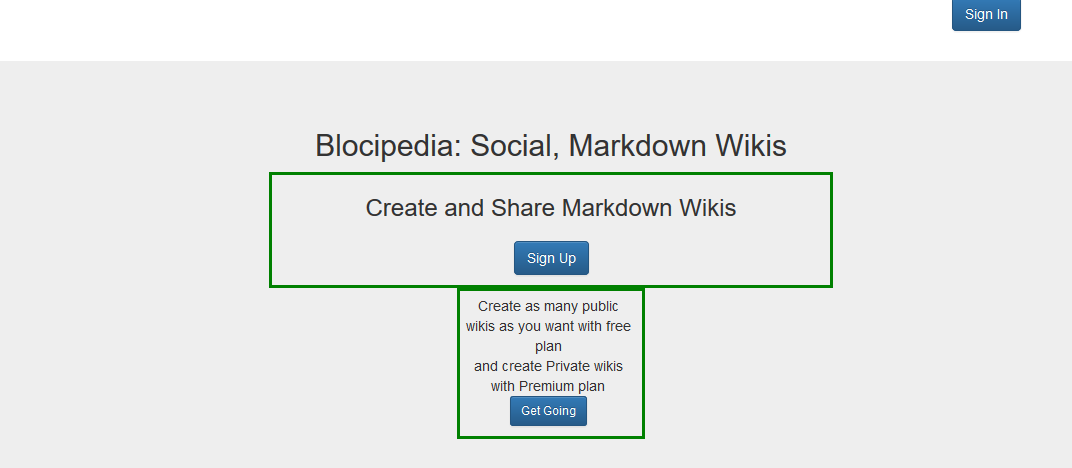 Sign In
Blocipedia: Social, Markdown Wikis
Create and Share Markdown Wikis
Sign Up
Create as many public
wikis as you want with free
plan
and create Private wikis
with Premium plan
Get Going